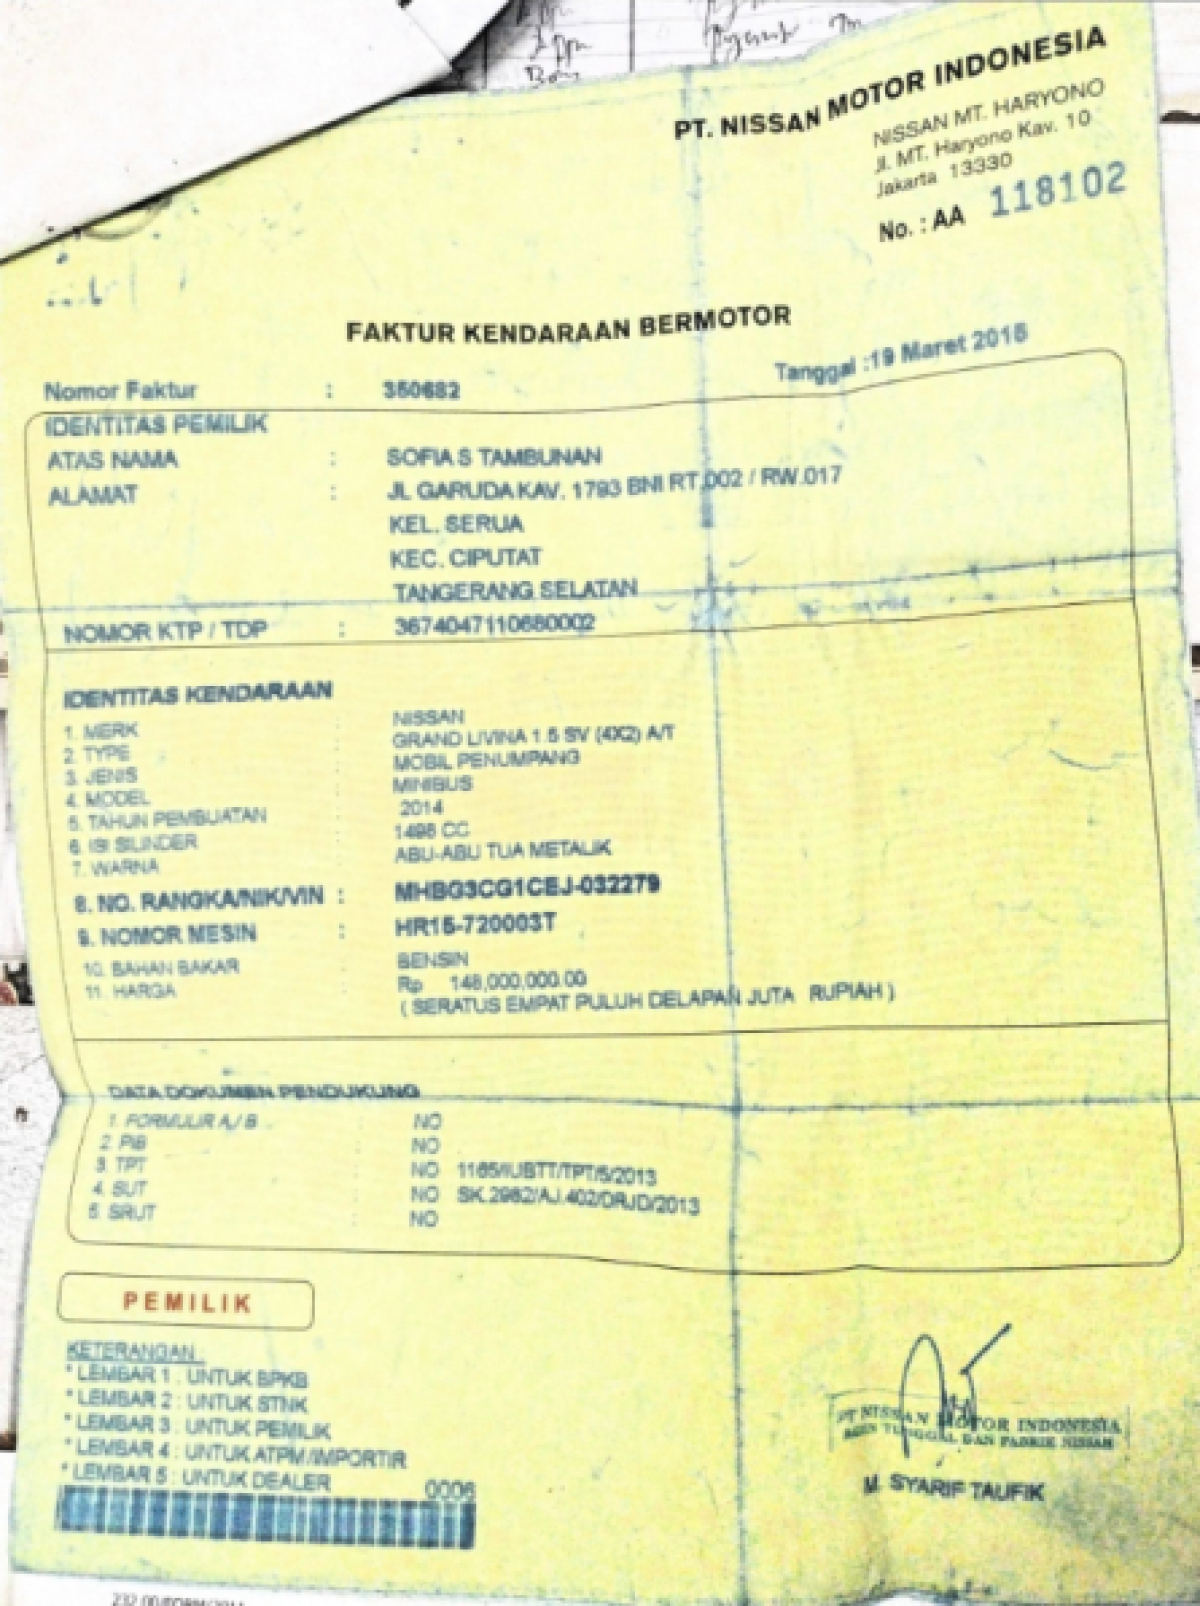 PT. NISSAN MOTOR INDONESIA
NISSAN MT. HARYONO
Jl. MT. Haryono Kav. 10
Jakarta 13330
No. : AA 118102
FAKTUR KENDARAAN BERMOTOR
Tanggal :19 Maret 2015
Nomor Faktur : 350682
IDENTITAS PEMILIK
ATAS NAMA : SOFIA S TAMBUNAN
ALAMAT : JL GARUDA KAV. 1793 BNI RT.002 / RW.017
KEL. SERUA
KEC. CIPUTAT
TANGERANG SELATAN
NOMOR KTP / TDP : 3674047110680002
IDENTITAS KENDARAAN
1. MERK : NISSAN
2. TYPE : GRAND LIVINA 1.5 SV (4X2) A/T
3. JENIS : MOBIL PENUMPANG
4. MODEL : MINIBUS
5. TAHUN PEMBUATAN : 2014
6. ISI SILINDER : 1498 CC
7. WARNA : ABU-ABU TUA METALIK
8. NO. RANGKA/NIK/VIN : MHBG3CG1CEJ-032279
9. NOMOR MESIN : HR15-720003T
10. BAHAN BAKAR : BENSIN
11. HARGA : Rp 148,000,000.00
( SERATUS EMPAT PULUH DELAPAN JUTA RUPIAH )
DATA DOKUMEN PENDUKUNG
1. FORMULIR A / B : NO
2. PIB : NO
3. TPT : NO 1165/IUBTT/TPT/5/2013
4. SUT : NO SK.2982/AJ.402/DRJD/2013
5. SRUT : NO
PEMILIK
KETERANGAN :
* LEMBAR 1 : UNTUK BPKB
* LEMBAR 2 : UNTUK STNK
* LEMBAR 3 : UNTUK PEMILIK
* LEMBAR 4 : UNTUK ATPM/IMPORTIR
* LEMBAR 5 : UNTUK DEALER
0006
PT NISSAN MOTOR INDONESIA
AGEN TUNGGAL DAN PABRIK NISSAN
M. SYARIF TAUFIK